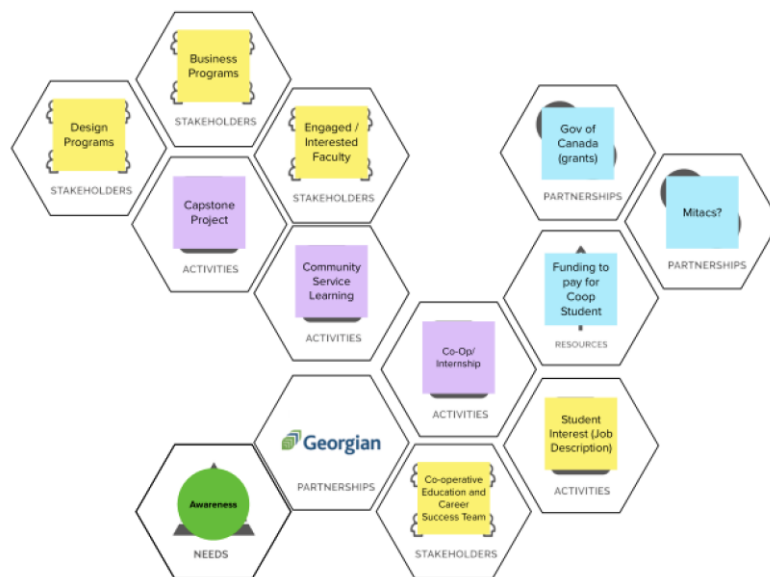 Business
Programs
STAKEHOLDERS
Design
Programs
STAKEHOLDERS
Engaged /
Interested
Faculty
STAKEHOLDERS
Gov of
Canada
(grants)
PARTNERSHIPS
Capstone
Project
ACTIVITIES
Mitacs?
PARTNERSHIPS
Community
Service
Learning
ACTIVITIES
Funding to
pay for
Coop
Student
RESOURCES
Co-Op/
Internship
ACTIVITIES
Georgian
PARTNERSHIPS
Student
Interest (Job
Description)
ACTIVITIES
Awareness
NEEDS
Co-operative
Education and
Career
Success Team
STAKEHOLDERS